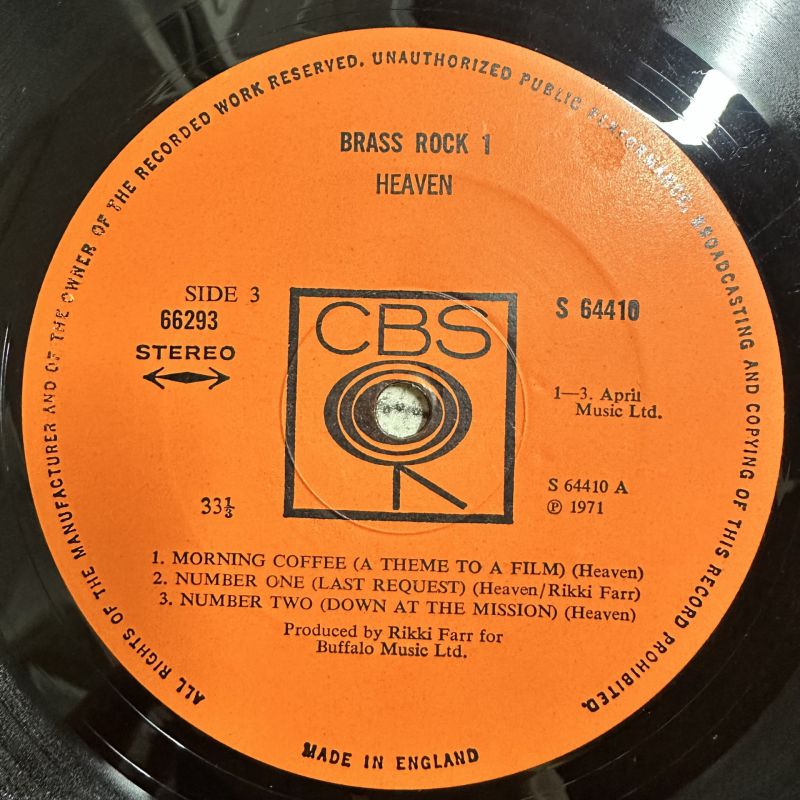 ALL RIGHTS OF THE MANUFACTURER AND OF THE OWNER OF THE RECORDED WORK RESERVED. UNAUTHORIZED PUBLIC PERFORMANCE, BROADCASTING AND COPYING OF THIS RECORD PROHIBITED.
BRASS ROCK 1
HEAVEN
SIDE 3
66293
STEREO
S 64410
CBS
1—3. April
Music Ltd.
33⅓
S 64410 A
℗ 1971
1. MORNING COFFEE (A THEME TO A FILM) (Heaven)
2. NUMBER ONE (LAST REQUEST) (Heaven/Rikki Farr)
3. NUMBER TWO (DOWN AT THE MISSION) (Heaven)
Produced by Rikki Farr for
Buffalo Music Ltd.
MADE IN ENGLAND